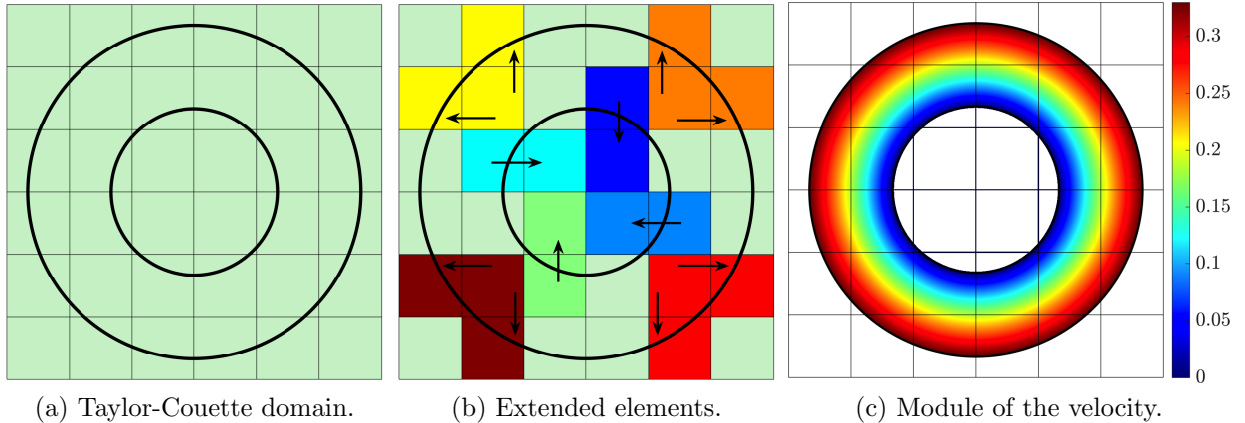 0.3
0.25
0.2
0.15
0.1
0.05
0
(a) Taylor-Couette domain.
(b) Extended elements.
(c) Module of the velocity.